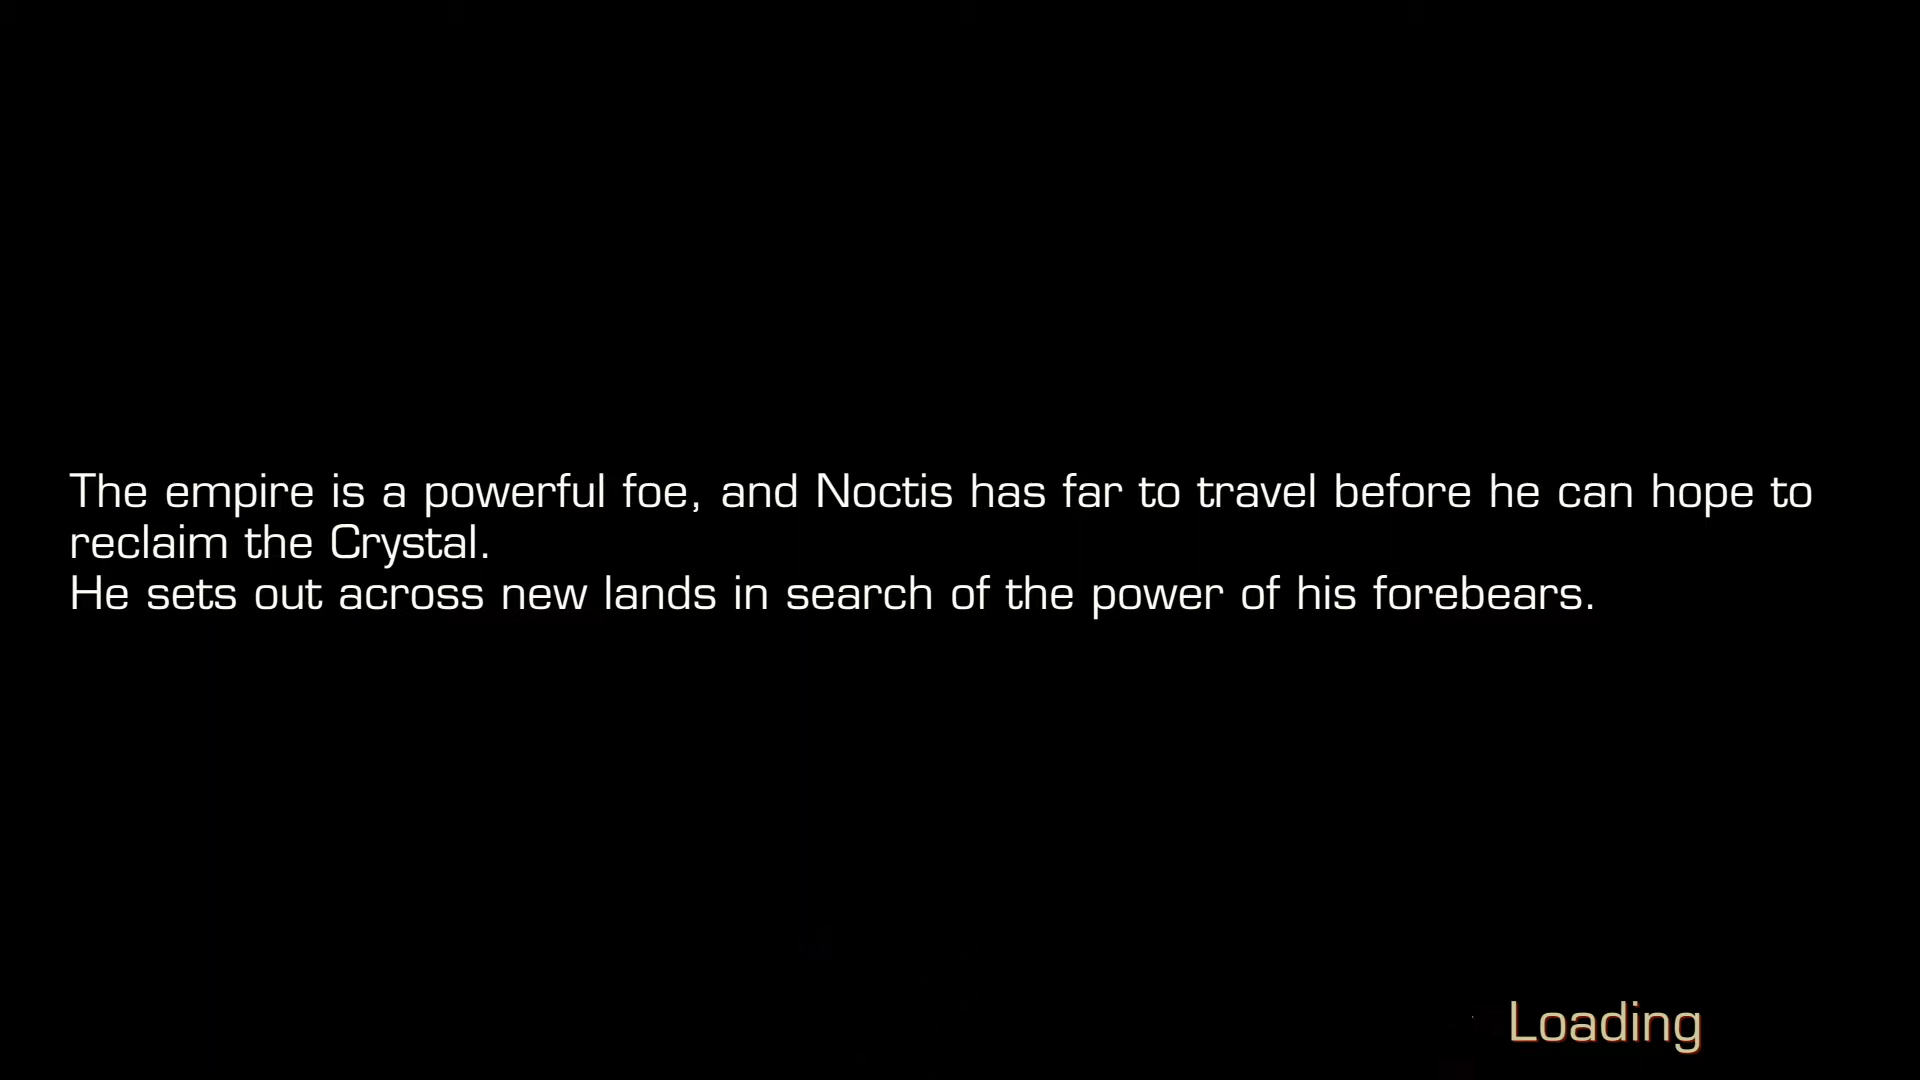 The empire is a powerful foe, and Noctis has far to travel before he can hope to
reclaim the Crystal.
He sets out across new lands in search of the power of his forebears.
Loading